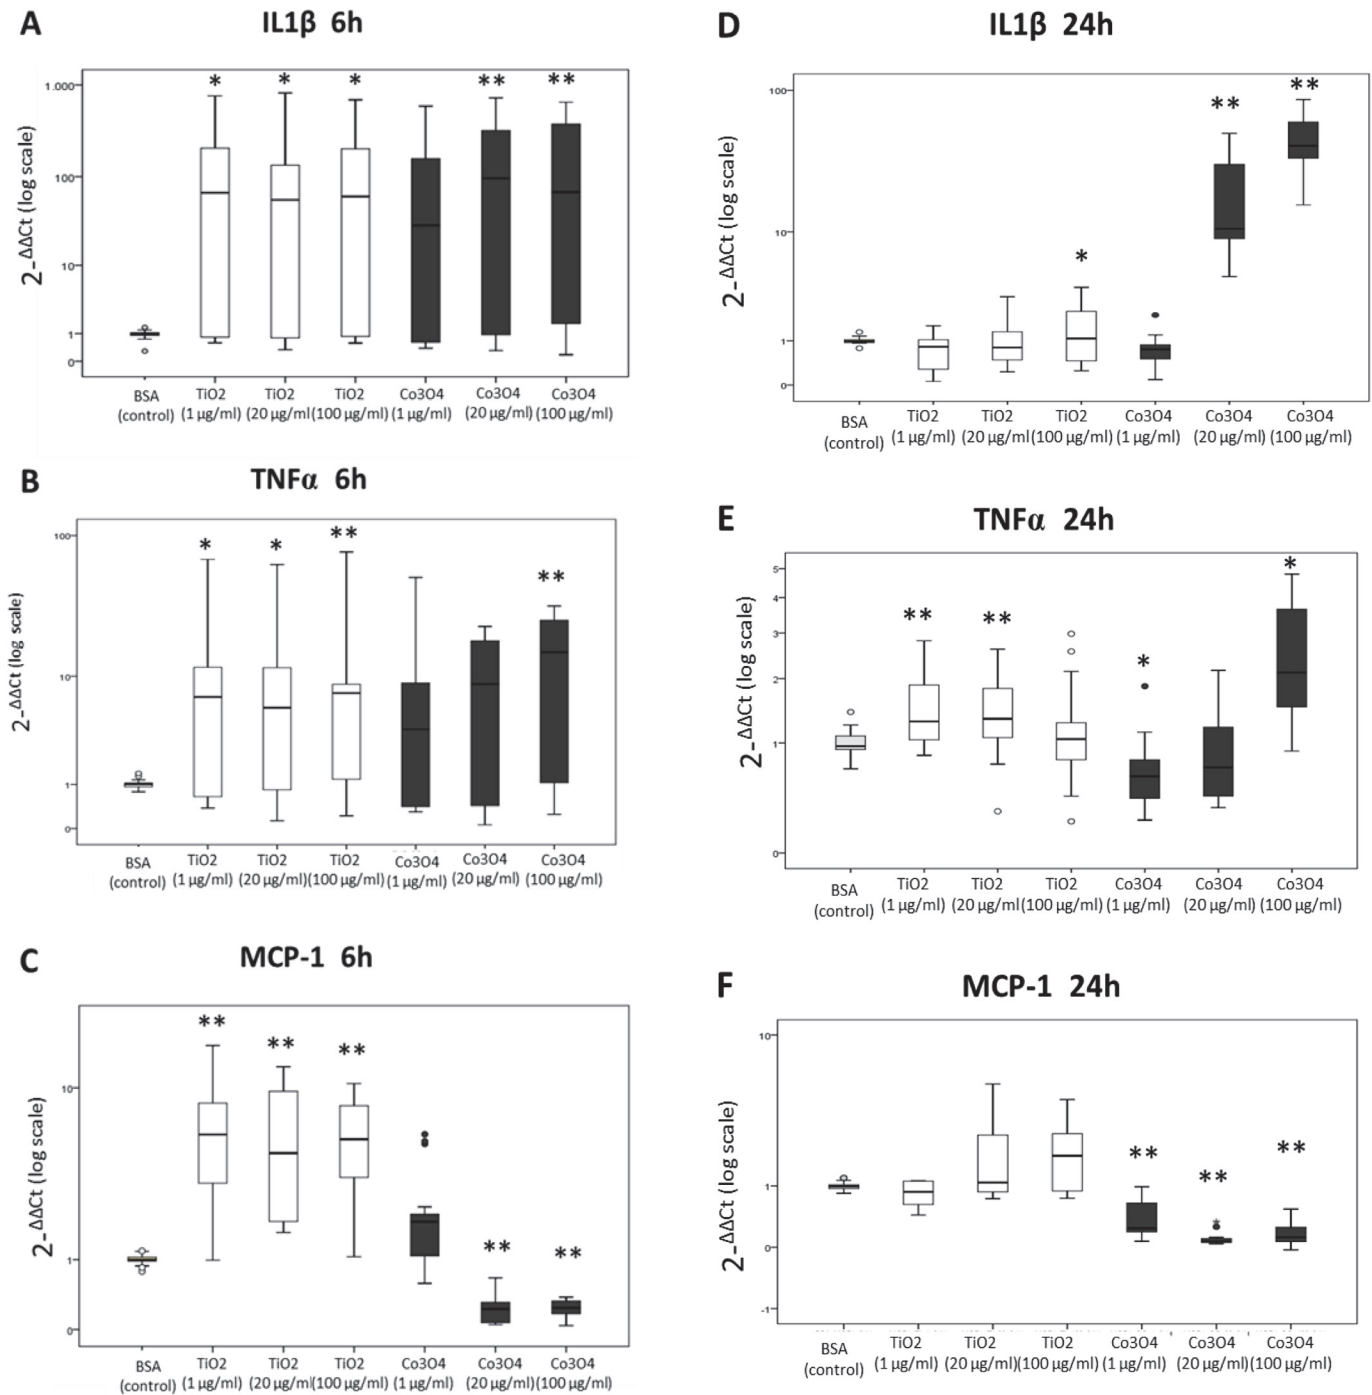 A
IL1β 6h
2-ΔΔCt (log scale)
1.000
100
10
1
0
* * * ** **
BSA (control)
TiO2 (1 µg/ml)
TiO2 (20 µg/ml)
TiO2 (100 µg/ml)
Co3O4 (1 µg/ml)
Co3O4 (20 µg/ml)
Co3O4 (100 µg/ml)
B
TNFα 6h
2-ΔΔCt (log scale)
100
10
1
0
* * ** **
BSA (control)
TiO2 (1 µg/ml)
TiO2 (20 µg/ml)
TiO2 (100 µg/ml)
Co3O4 (1 µg/ml)
Co3O4 (20 µg/ml)
Co3O4 (100 µg/ml)
C
MCP-1 6h
2-ΔΔCt (log scale)
10
1
0
** ** ** ** **
BSA (control)
TiO2 (1 µg/ml)
TiO2 (20 µg/ml)
TiO2 (100 µg/ml)
Co3O4 (1 µg/ml)
Co3O4 (20 µg/ml)
Co3O4 (100 µg/ml)
D
IL1β 24h
2-ΔΔCt (log scale)
100
10
1
0
* ** **
BSA (control)
TiO2 (1 µg/ml)
TiO2 (20 µg/ml)
TiO2 (100 µg/ml)
Co3O4 (1 µg/ml)
Co3O4 (20 µg/ml)
Co3O4 (100 µg/ml)
E
TNFα 24h
2-ΔΔCt (log scale)
5
4
3
2
1
0
** ** * *
BSA (control)
TiO2 (1 µg/ml)
TiO2 (20 µg/ml)
TiO2 (100 µg/ml)
Co3O4 (1 µg/ml)
Co3O4 (20 µg/ml)
Co3O4 (100 µg/ml)
F
MCP-1 24h
2-ΔΔCt (log scale)
10
1
0
-1
** ** **
BSA (control)
TiO2 (1 µg/ml)
TiO2 (20 µg/ml)
TiO2 (100 µg/ml)
Co3O4 (1 µg/ml)
Co3O4 (20 µg/ml)
Co3O4 (100 µg/ml)